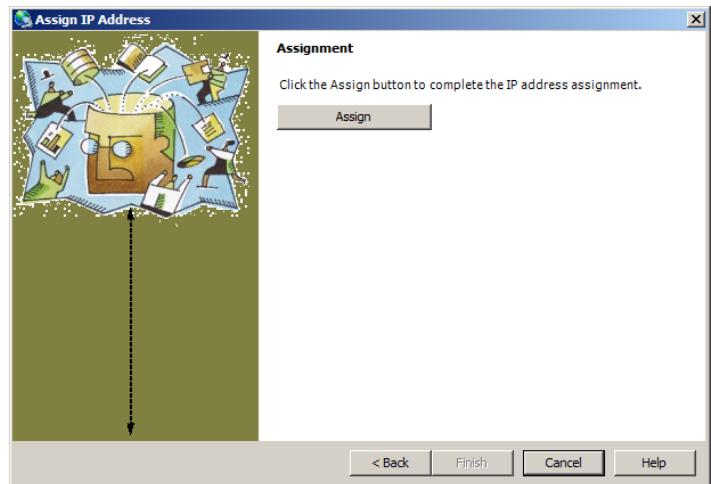 Assign IP Address
Assignment
Click the Assign button to complete the IP address assignment.
Assign
< Back
Finish
Cancel
Help